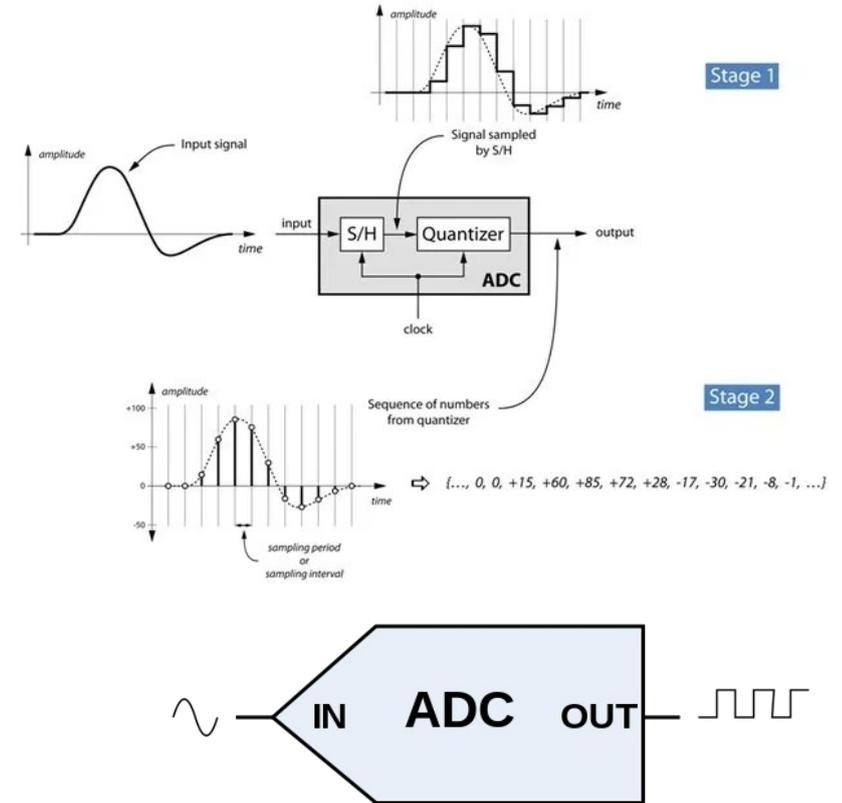 amplitude
time
Stage 1
Signal sampled
by S/H
amplitude
Input signal
time
input
S/H
Quantizer
output
ADC
clock
amplitude
+100
+50
0
-50
time
Sequence of numbers
from quantizer
Stage 2
{..., 0, 0, +15, +60, +85, +72, +28, -17, -30, -21, -8, -1, ...}
sampling period
or
sampling interval
IN
ADC
OUT